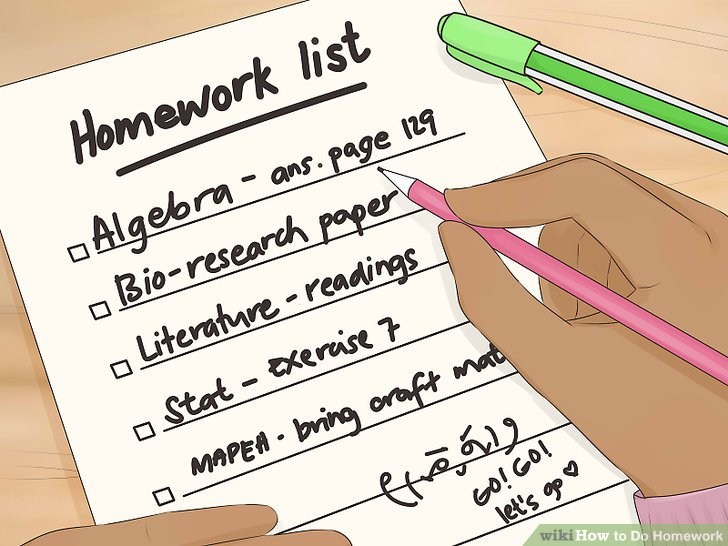 Homework list
Algebra - ans. page 129
Bio-research paper
Literature - readings
Stat - Exercise 7
MAPEH - bring craft mat
GO! GO!
let's go ♡
wikiHow to Do Homework